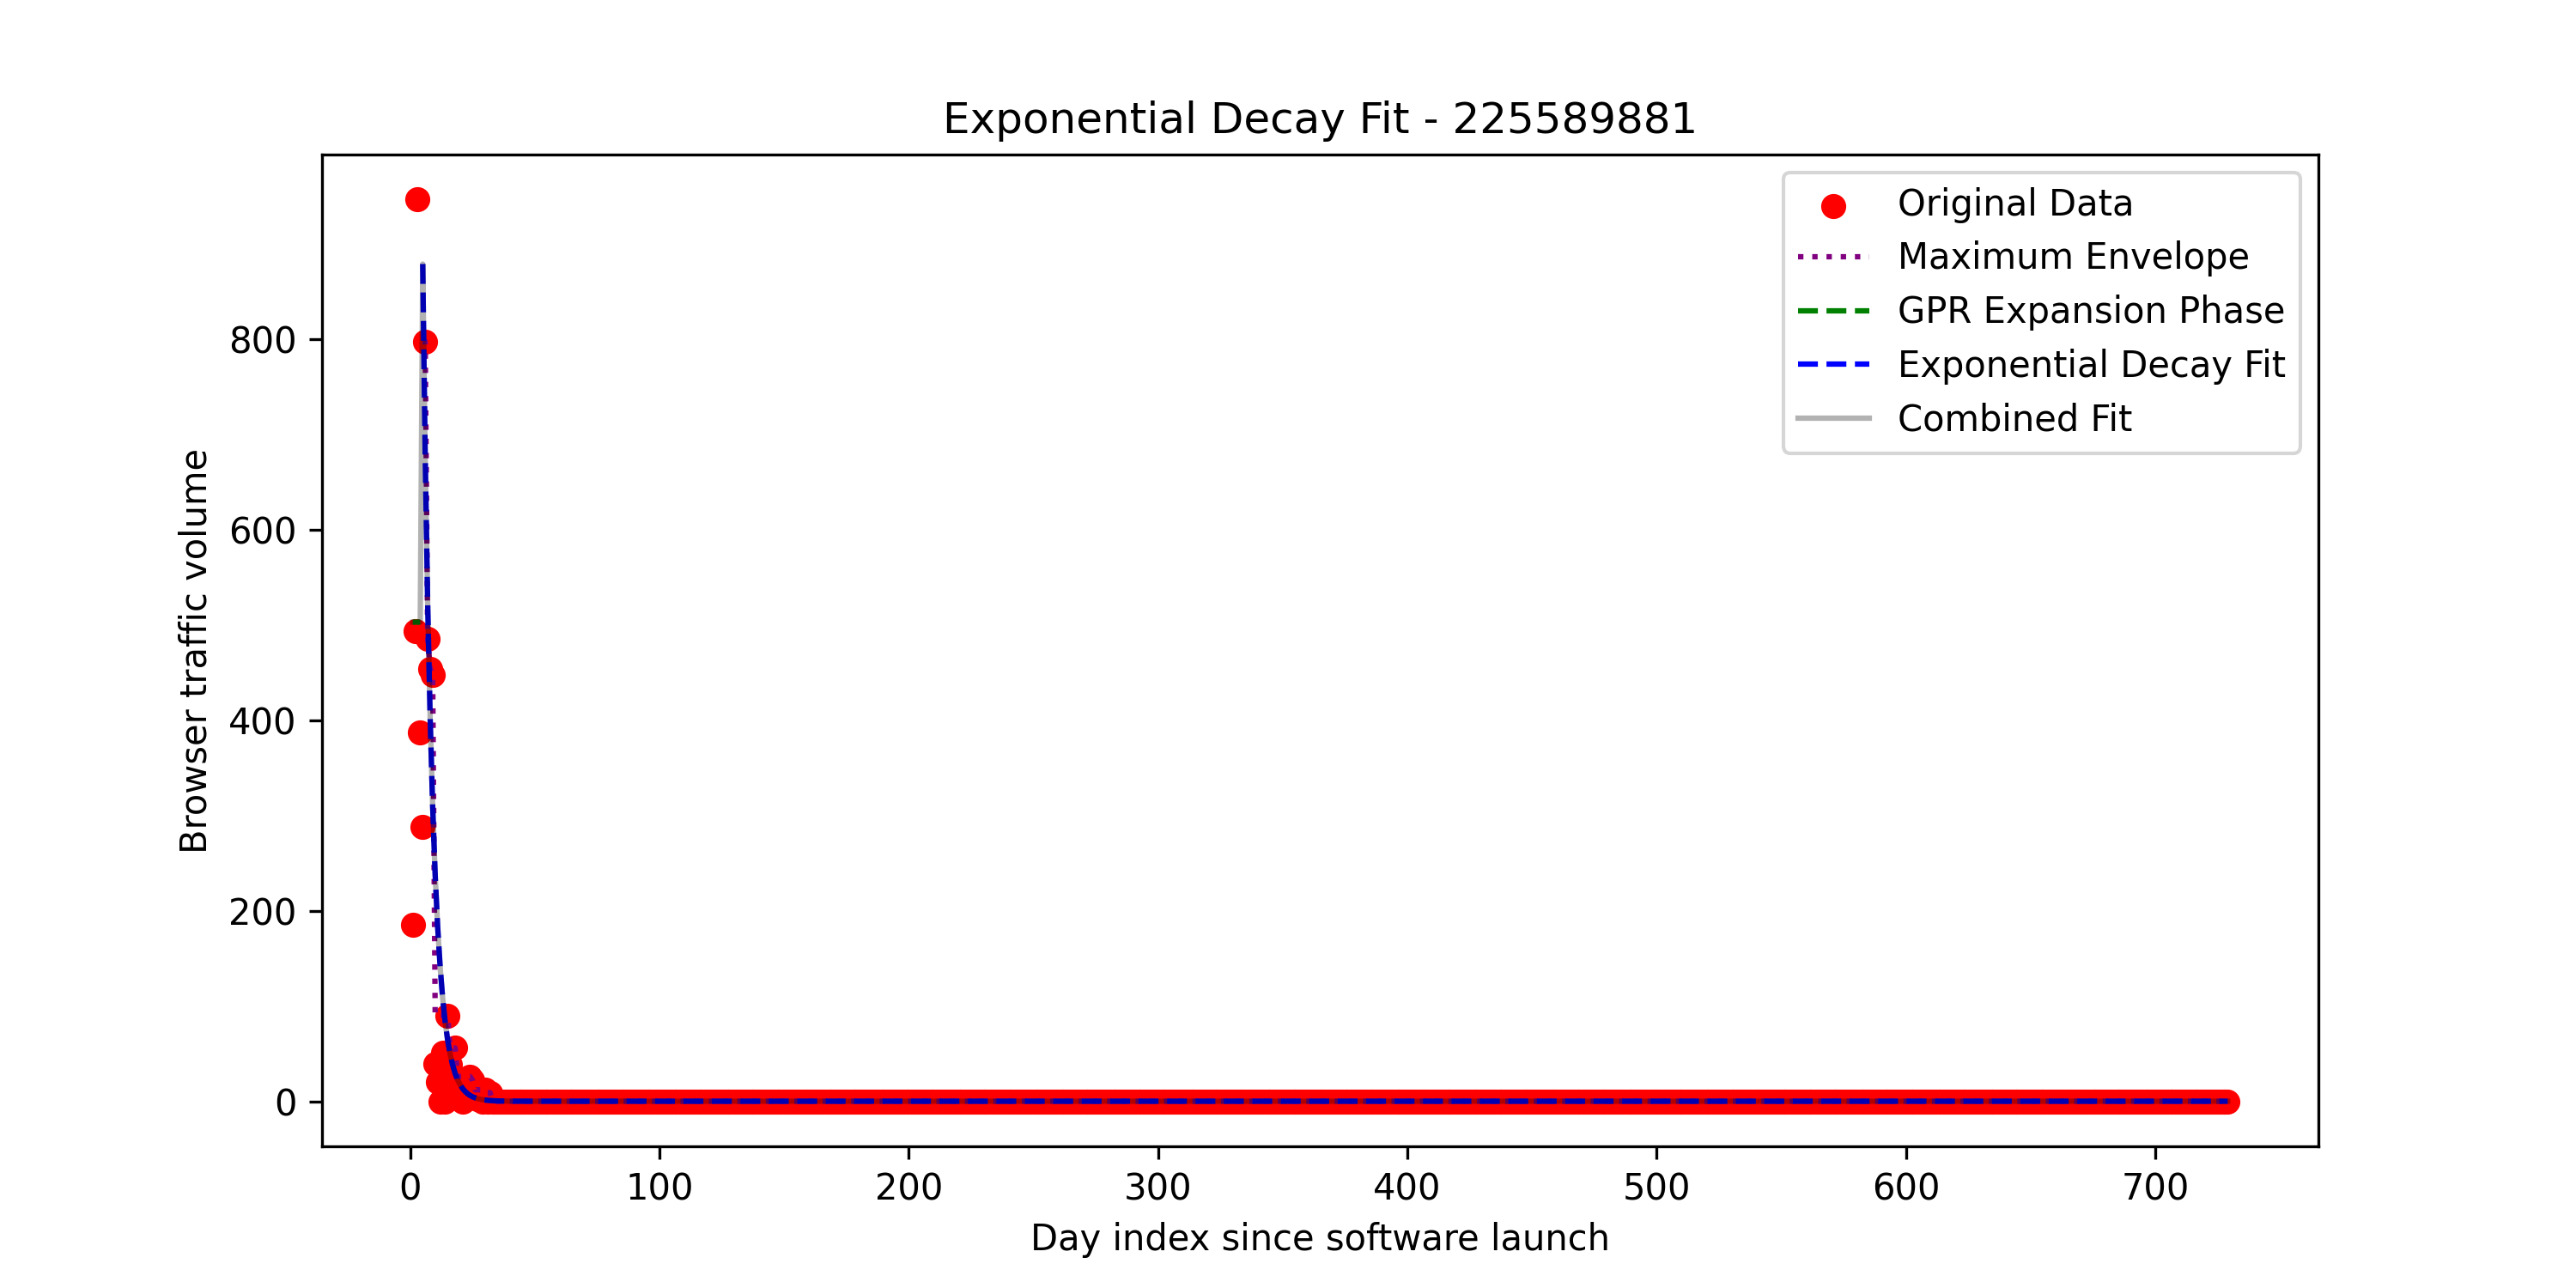 Exponential Decay Fit - 225589881
Original Data
Maximum Envelope
GPR Expansion Phase
Exponential Decay Fit
Combined Fit
Browser traffic volume
800
600
400
200
0
0 100 200 300 400 500 600 700
Day index since software launch